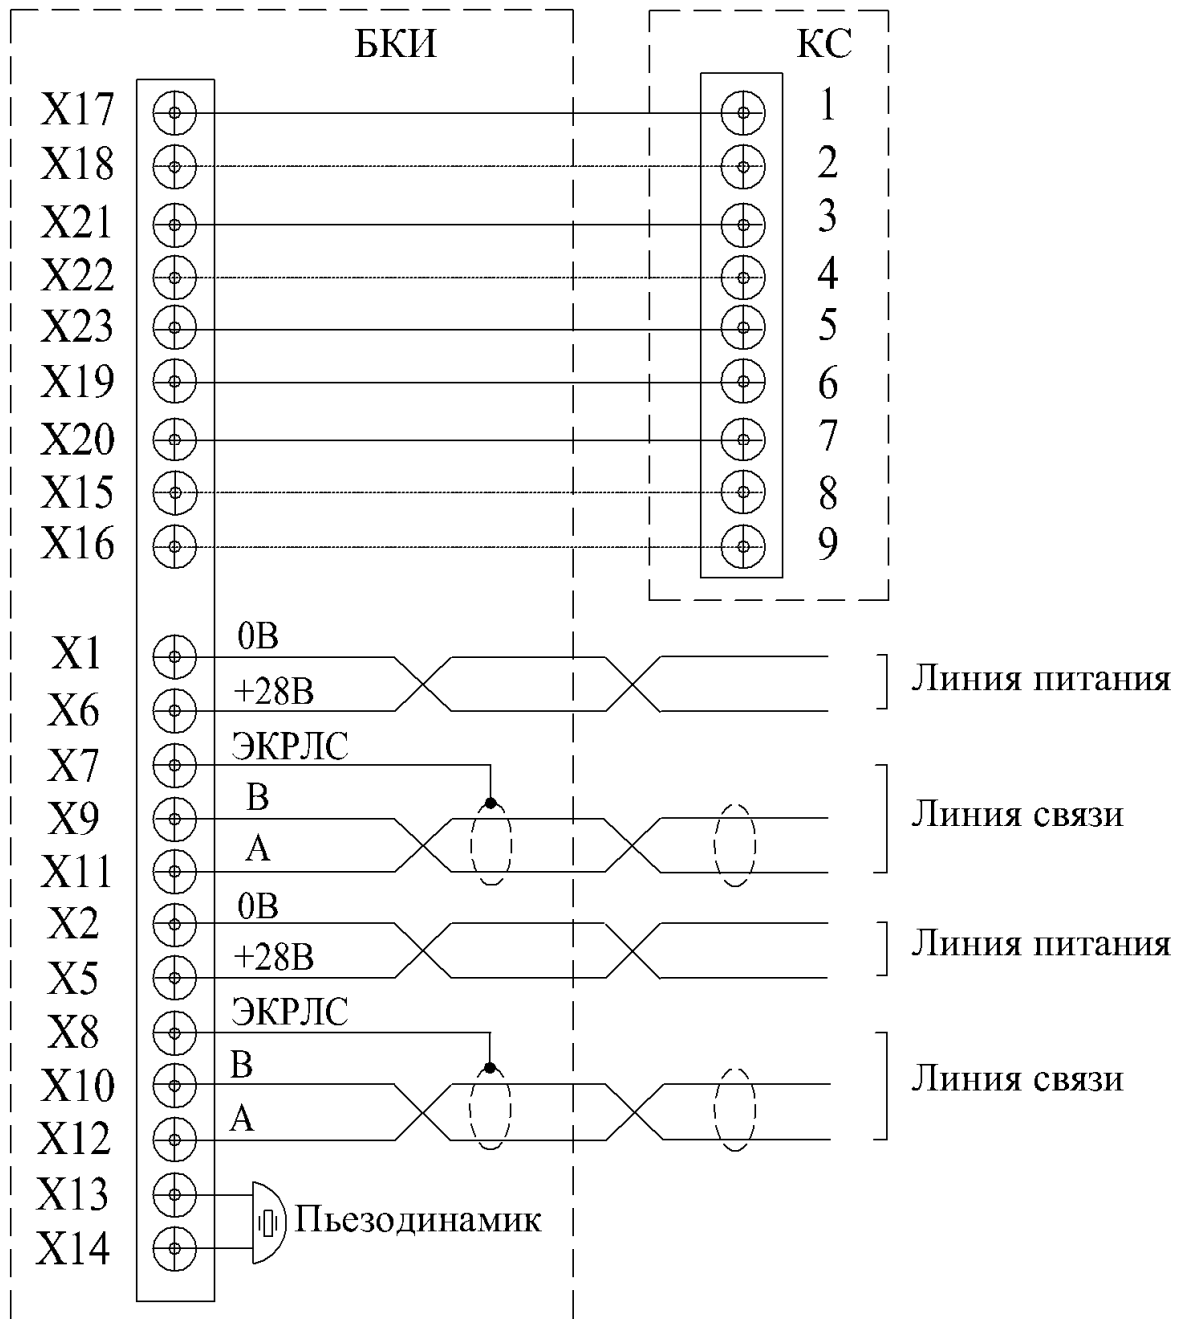 БКИ КС
X17 1
X18 2
X21 3
X22 4
X23 5
X19 6
X20 7
X15 8
X16 9
X1 0В
X6 +28В
Линия питания
X7 ЭКРЛС
X9 В
X11 А
Линия связи
X2 0В
X5 +28В
Линия питания
X8 ЭКРЛС
X10 В
X12 А
Линия связи
X13
X14
Пьезодинамик